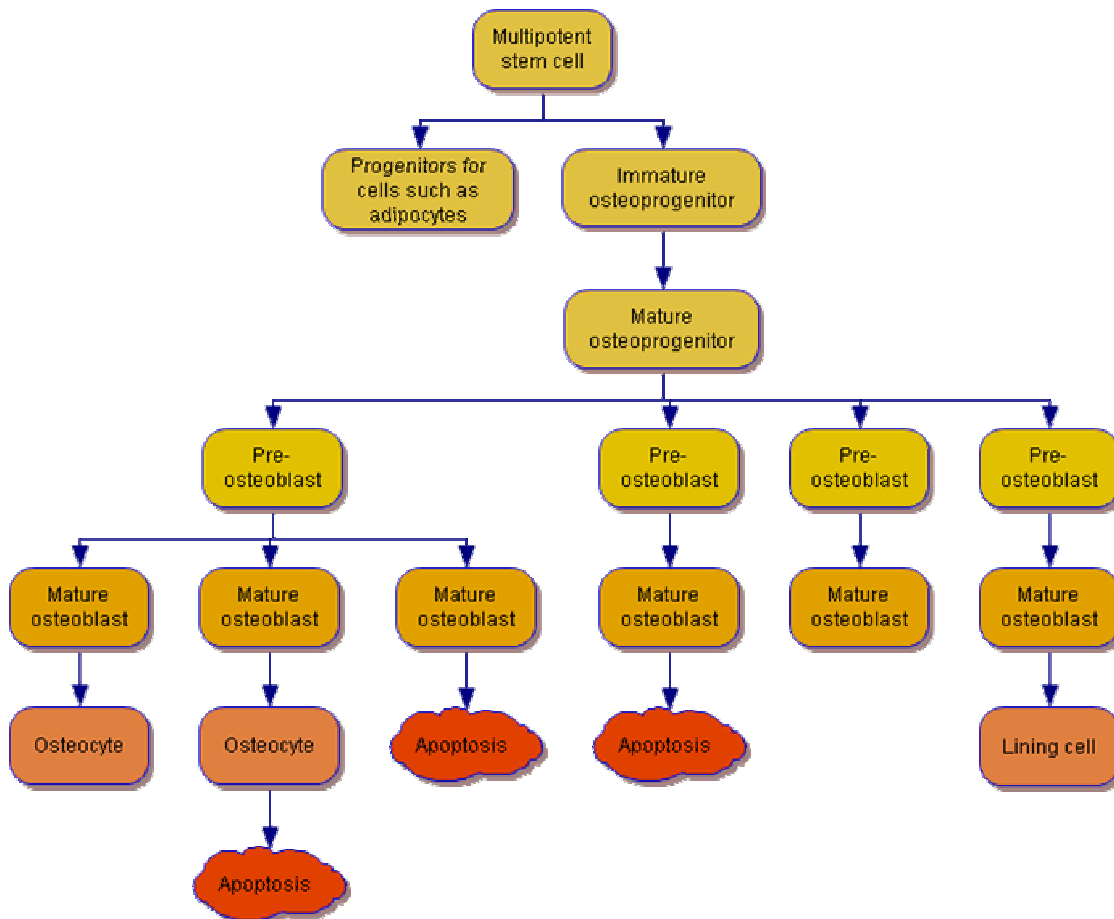 Multipotent
stem cell
Progenitors for
cells such as
adipocytes
Immature
osteoprogenitor
Mature
osteoprogenitor
Pre-
osteoblast
Pre-
osteoblast
Pre-
osteoblast
Pre-
osteoblast
Mature
osteoblast
Mature
osteoblast
Mature
osteoblast
Mature
osteoblast
Mature
osteoblast
Mature
osteoblast
Osteocyte
Osteocyte
Apoptosis
Apoptosis
Lining cell
Apoptosis